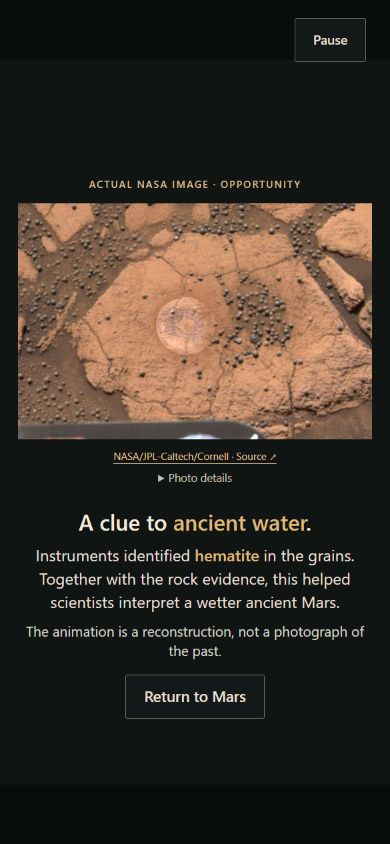 Pause
ACTUAL NASA IMAGE · OPPORTUNITY
NASA/JPL-Caltech/Cornell · Source ↗
▶ Photo details
A clue to ancient water.
Instruments identified hematite in the grains.
Together with the rock evidence, this helped
scientists interpret a wetter ancient Mars.
The animation is a reconstruction, not a photograph of
the past.
Return to Mars